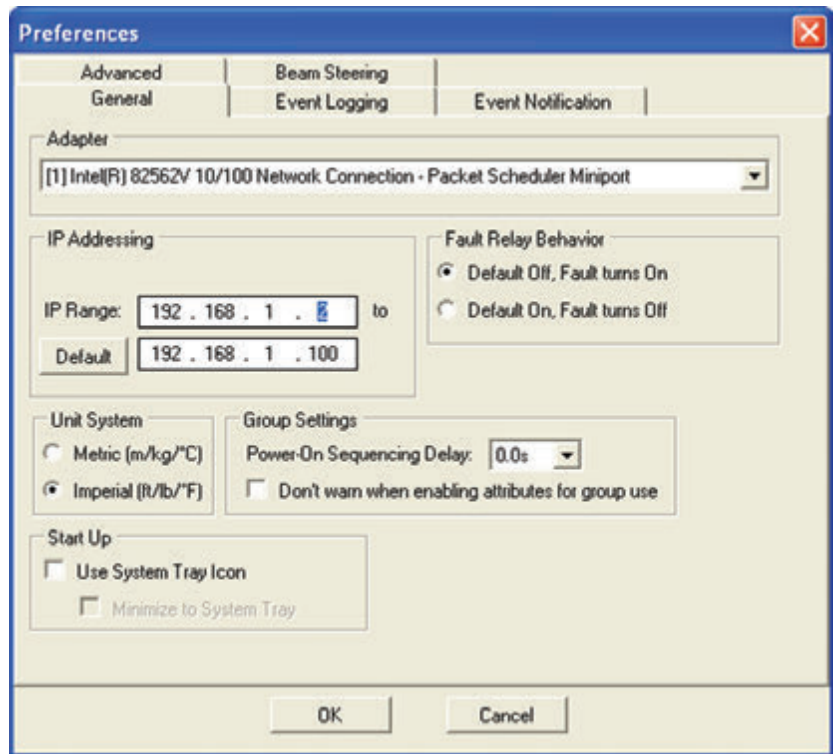 Preferences
Advanced Beam Steering
General Event Logging Event Notification
Adapter
[1] Intel(R) 82562V 10/100 Network Connection - Packet Scheduler Miniport
IP Addressing
IP Range: 192 . 168 . 1 . 2 to
Default 192 . 168 . 1 . 100
Fault Relay Behavior
Default Off, Fault turns On
Default On, Fault turns Off
Unit System
Metric (m/kg/°C)
Imperial (ft/lb/°F)
Group Settings
Power-On Sequencing Delay: 0.0s
Don't warn when enabling attributes for group use
Start Up
Use System Tray Icon
Minimize to System Tray
OK Cancel